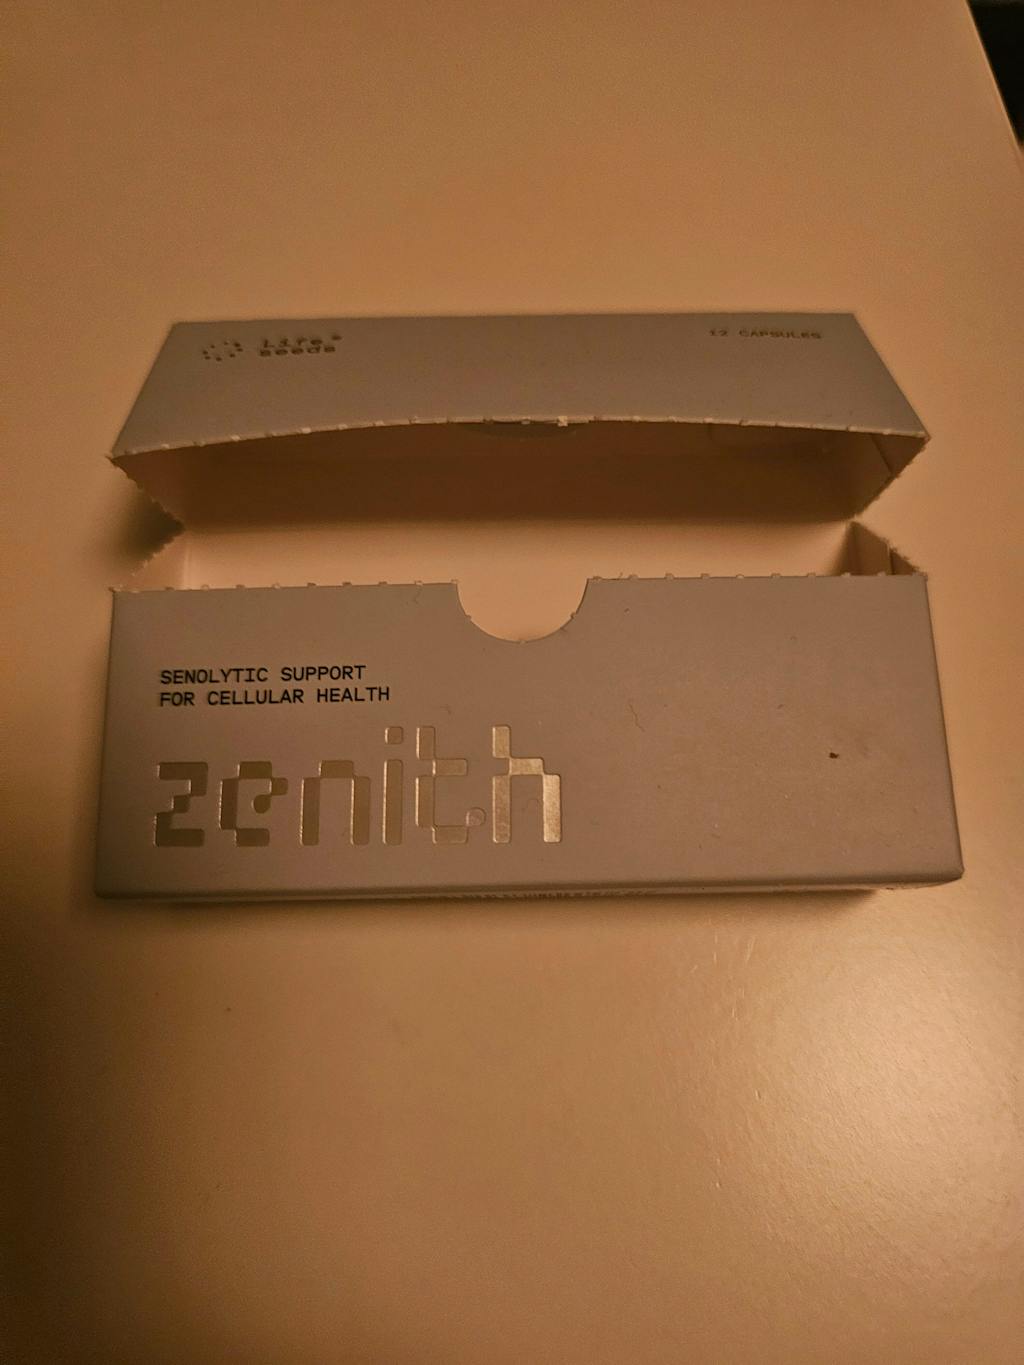 Life®
seeds
12 CAPSULES
SENOLYTIC SUPPORT
FOR CELLULAR HEALTH
zenith